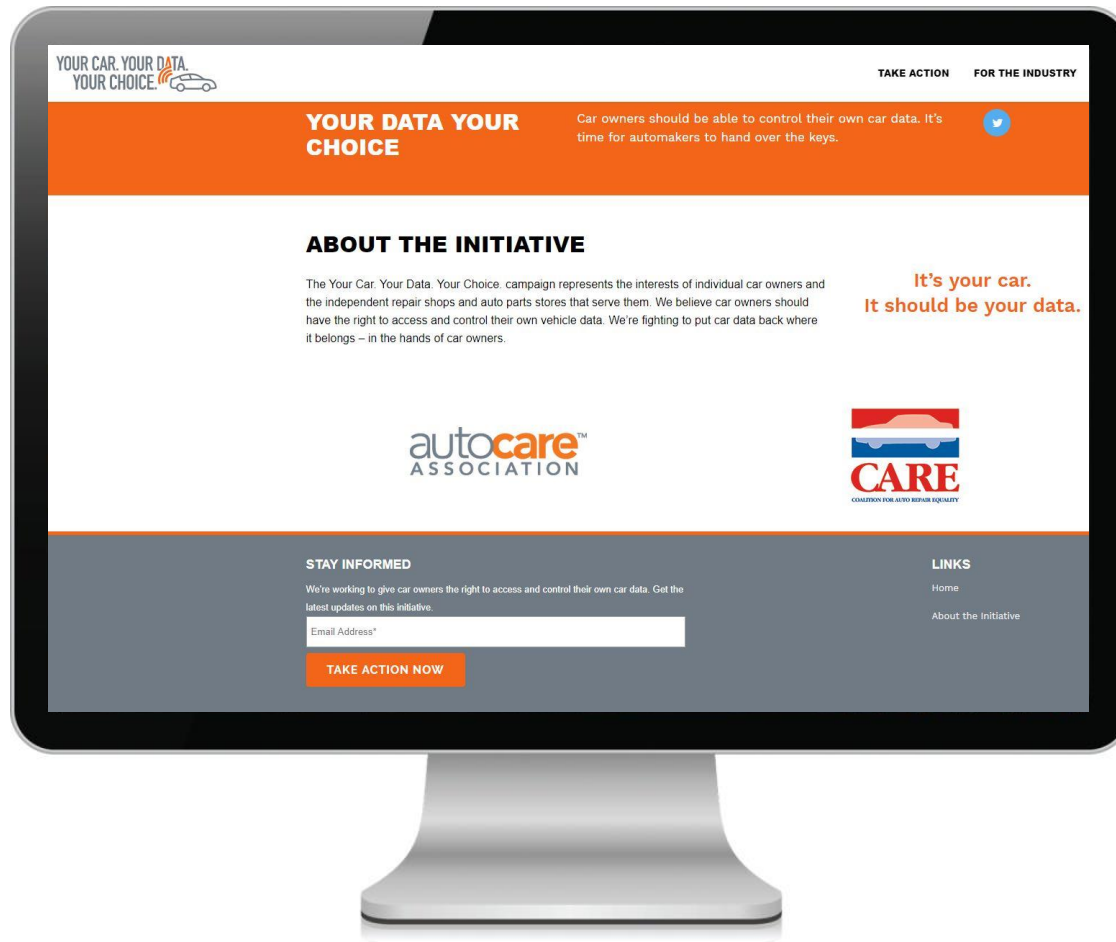 YOUR CAR. YOUR DATA.
YOUR CHOICE.
TAKE ACTION FOR THE INDUSTRY
YOUR DATA YOUR
CHOICE
Car owners should be able to control their own car data. It's
time for automakers to hand over the keys.
ABOUT THE INITIATIVE
The Your Car. Your Data. Your Choice. campaign represents the interests of individual car owners and
the independent repair shops and auto parts stores that serve them. We believe car owners should
have the right to access and control their own vehicle data. We're fighting to put car data back where
it belongs – in the hands of car owners.
It's your car.
It should be your data.
autocare™
ASSOCIATION
CARE
COALITION FOR AUTO REPAIR EQUALITY
STAY INFORMED
We're working to give car owners the right to access and control their own car data. Get the
latest updates on this initiative.
Email Address*
TAKE ACTION NOW
LINKS
Home
About the Initiative